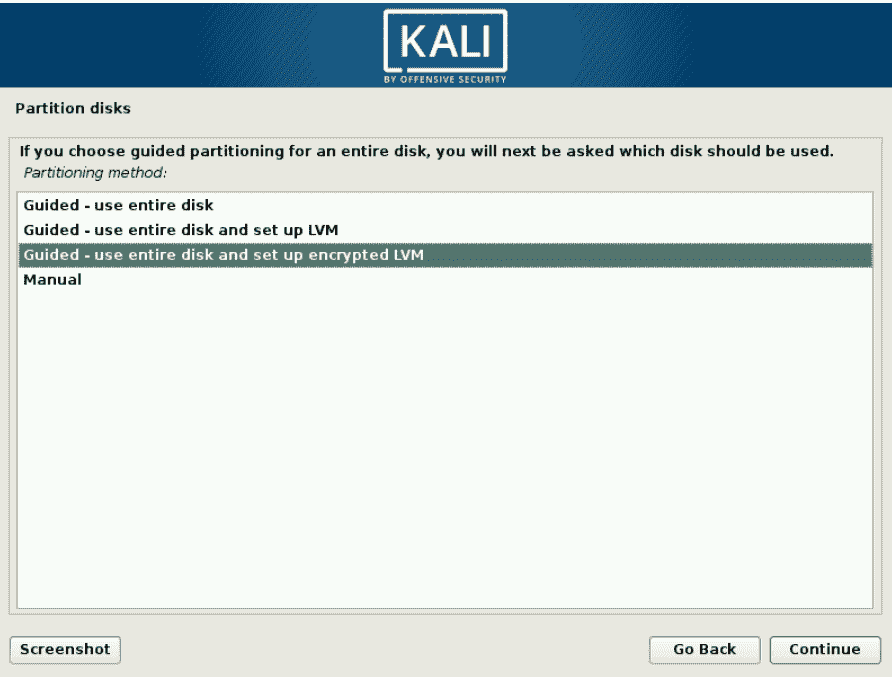 KALI
BY OFFENSIVE SECURITY
Partition disks
If you choose guided partitioning for an entire disk, you will next be asked which disk should be used.
Partitioning method:
Guided - use entire disk
Guided - use entire disk and set up LVM
Guided - use entire disk and set up encrypted LVM
Manual
Screenshot Go Back Continue